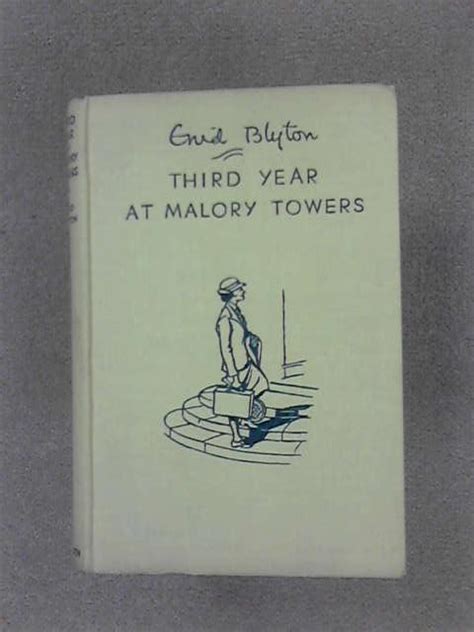 Enid Blyton
THIRD YEAR
AT MALORY TOWERS